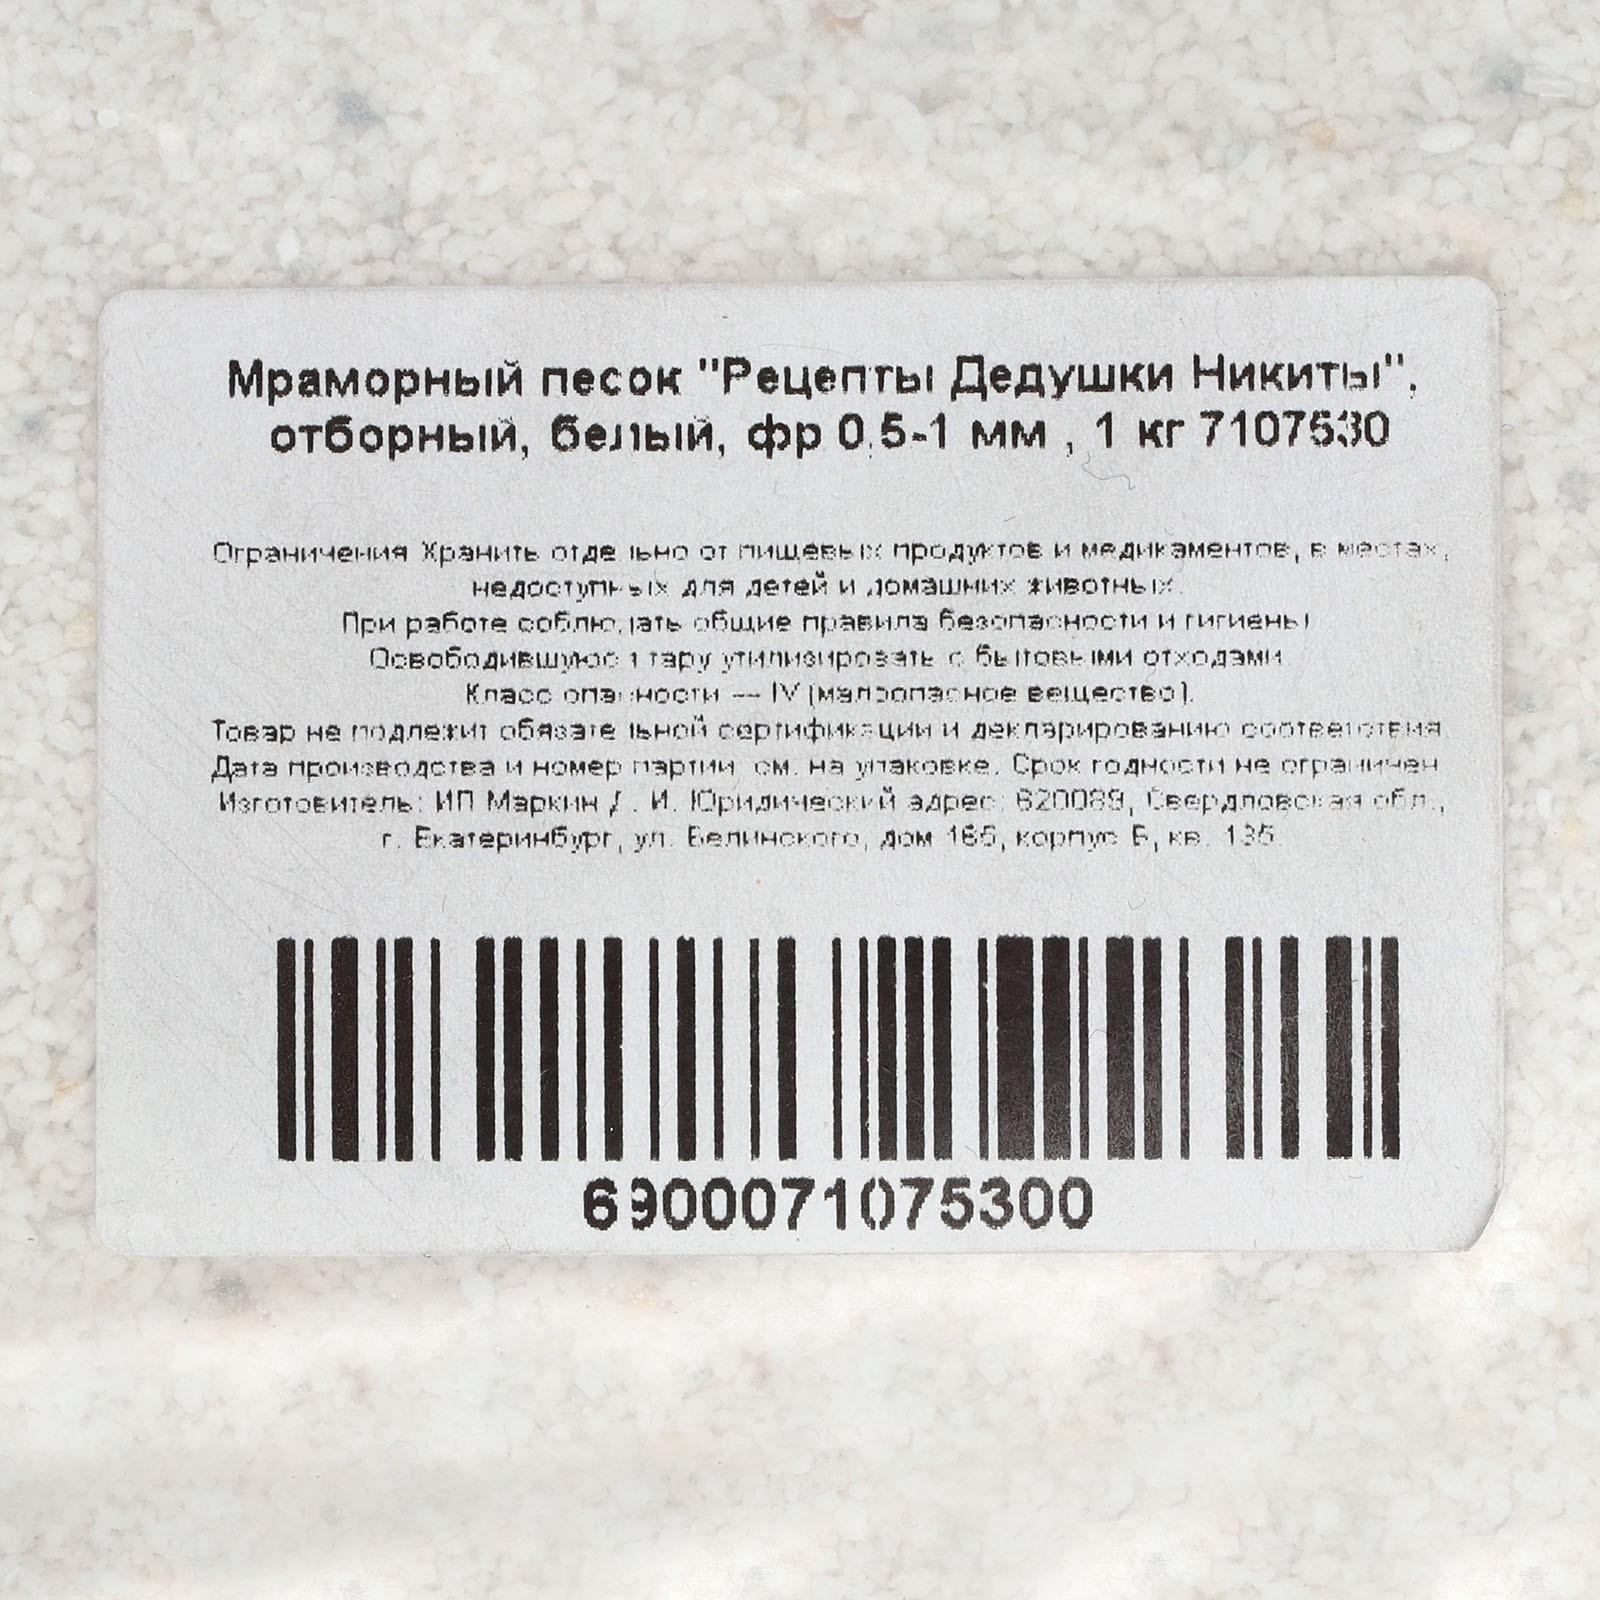 Мраморный песок "Рецепты Дедушки Никиты",
отборный, белый, фр 0,5-1 мм , 1 кг 7107530
Ограничения Хранить отдельно от пищевых продуктов и медикаментов, в местах,
недоступных для детей и домашних животных.
При работе соблюдать общие правила безопасности и гигиены
Освободившуюся тару утилизировать с бытовыми отходами.
Класс опасности — IV (малоопасное вещество).
Товар не подлежит обязательной сертификации и декларированию соответствия.
Дата производства и номер партии: см. на упаковке. Срок годности не ограничен
Изготовитель: ИП Маркин Д. И. Юридический адрес: 620089, Свердловская обл.,
г. Екатеринбург, ул. Белинского, дом 165, корпус Б, кв. 135.
6900071075300